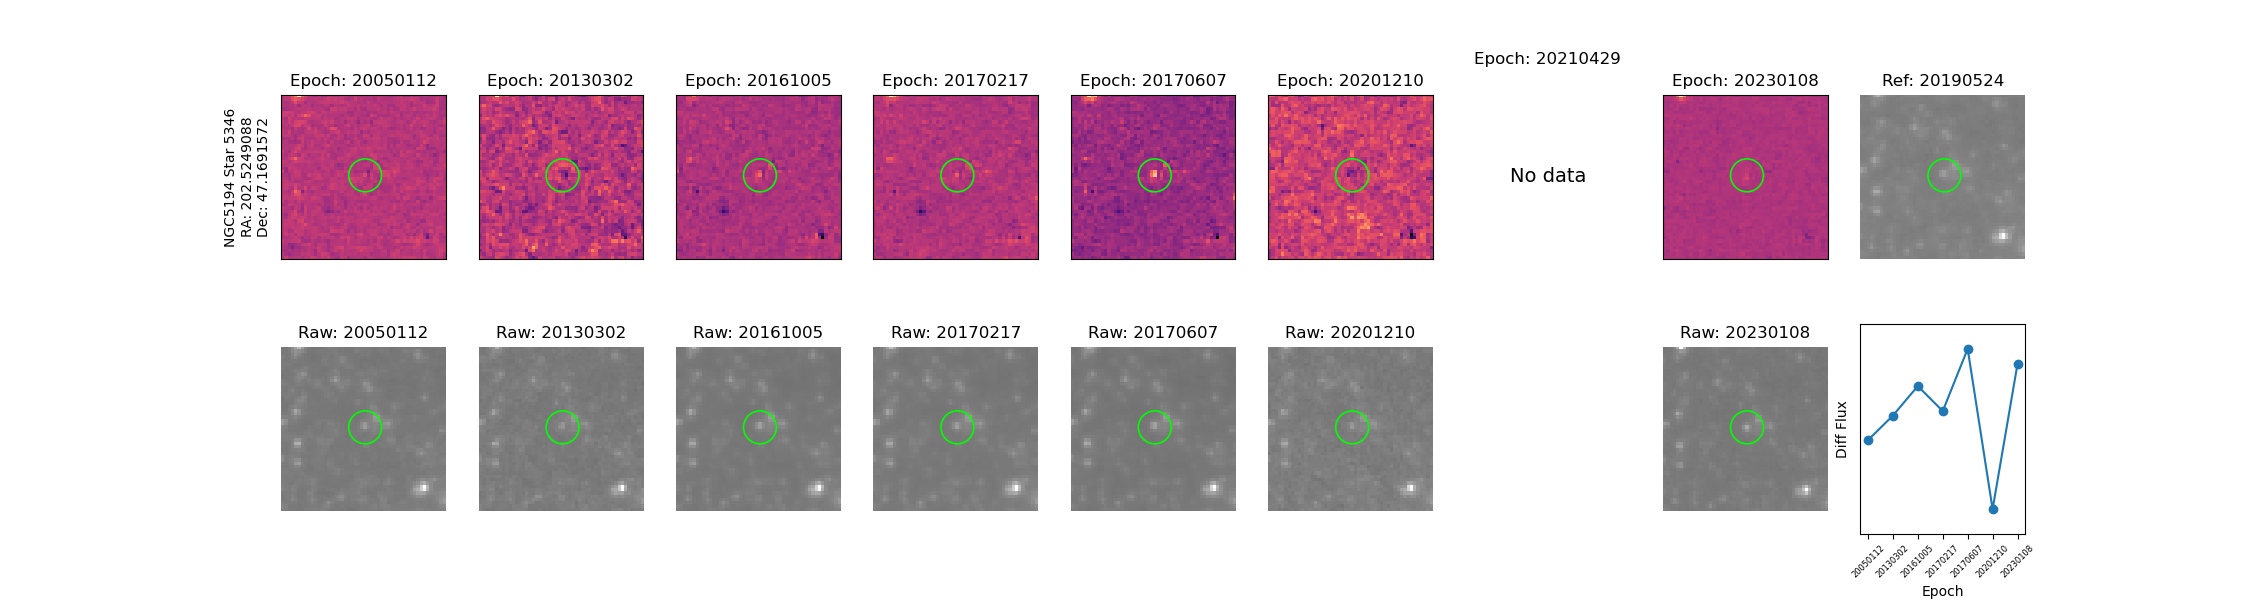 NGC5194 Star 5346
RA: 202.5249088
Dec: 47.1691572
Epoch: 20050112
Epoch: 20130302
Epoch: 20161005
Epoch: 20170217
Epoch: 20170607
Epoch: 20201210
Epoch: 20210429
No data
Epoch: 20230108
Ref: 20190524
Raw: 20050112
Raw: 20130302
Raw: 20161005
Raw: 20170217
Raw: 20170607
Raw: 20201210
Raw: 20230108
Diff Flux
20050112
20130302
20161005
20170217
20170607
20201210
20230108
Epoch